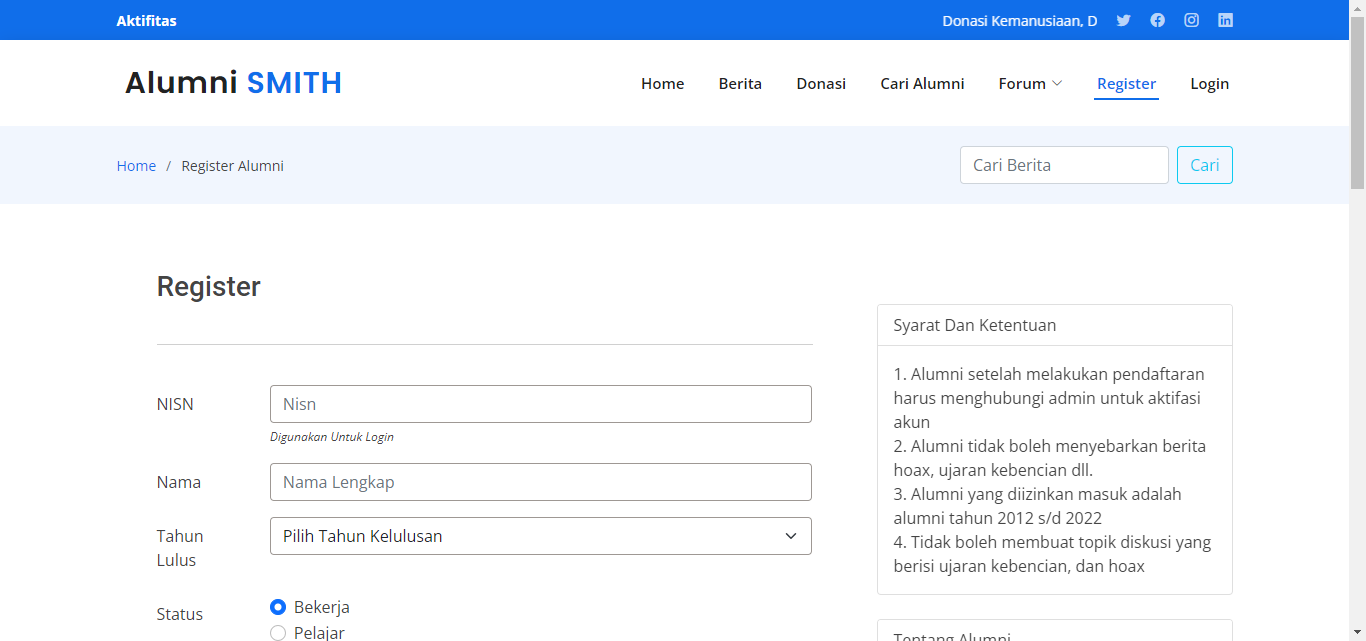 Aktifitas
Donasi Kemanusiaan, D
Alumni SMITH
Home
Berita
Donasi
Cari Alumni
Forum
Register
Login
Home / Register Alumni
Cari Berita
Cari
Register
NISN
Nisn
Digunakan Untuk Login
Nama
Nama Lengkap
Tahun
Lulus
Pilih Tahun Kelulusan
Status
Bekerja
Pelajar
Syarat Dan Ketentuan
1. Alumni setelah melakukan pendaftaran
harus menghubungi admin untuk aktifasi
akun
2. Alumni tidak boleh menyebarkan berita
hoax, ujaran kebencian dll.
3. Alumni yang diizinkan masuk adalah
alumni tahun 2012 s/d 2022
4. Tidak boleh membuat topik diskusi yang
berisi ujaran kebencian, dan hoax
Tentang Alumni